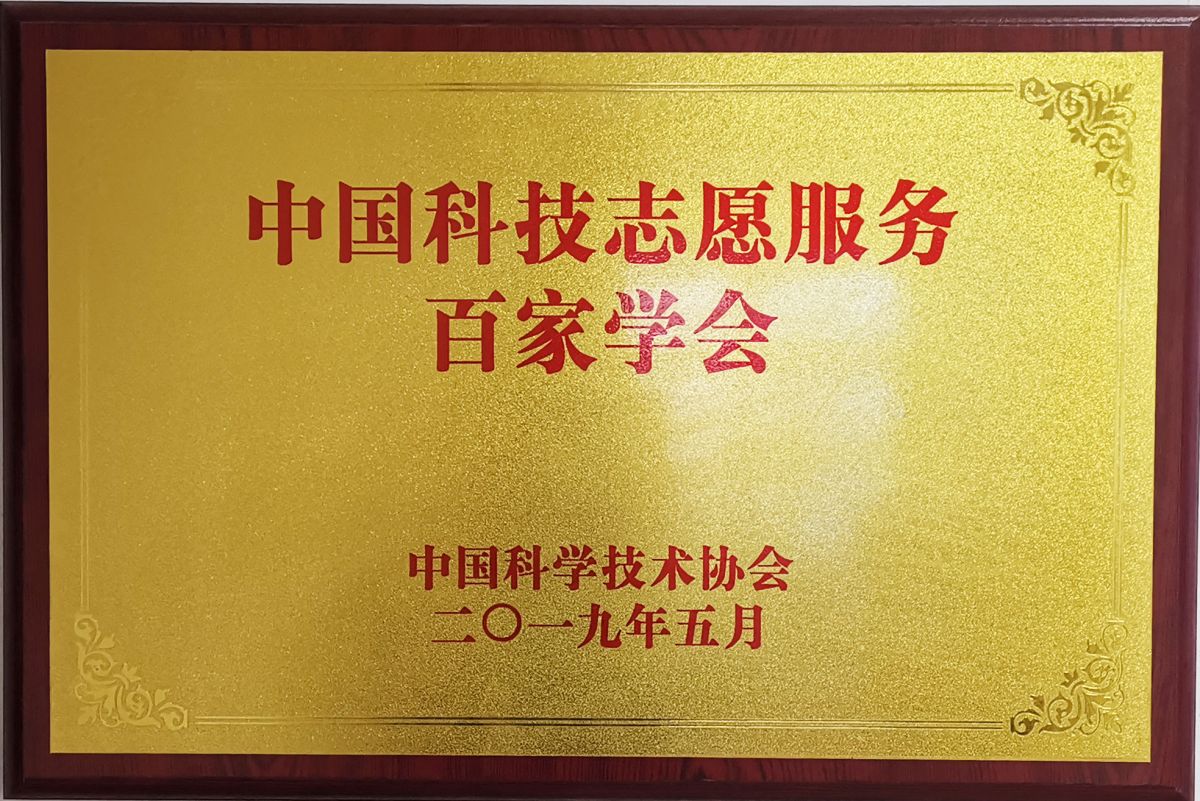 中国科技志愿服务
百家学会
中国科学技术协会
二〇一九年五月